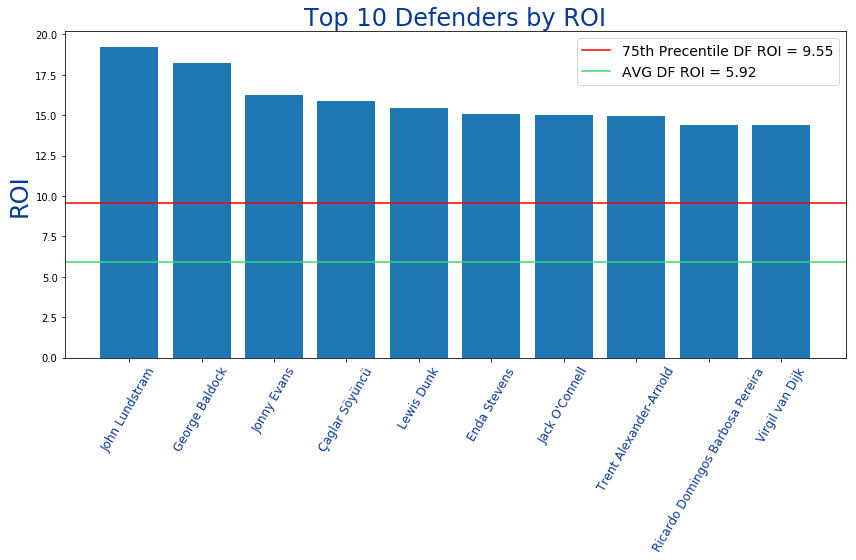 Top 10 Defenders by ROI
75th Precentile DF ROI = 9.55
AVG DF ROI = 5.92
ROI
20.0
17.5
15.0
12.5
10.0
7.5
5.0
2.5
0.0
John Lundstram
George Baldock
Jonny Evans
Çaglar Söyüncü
Lewis Dunk
Enda Stevens
Jack O'Connell
Trent Alexander-Arnold
Ricardo Domingos Barbosa Pereira
Virgil van Dijk